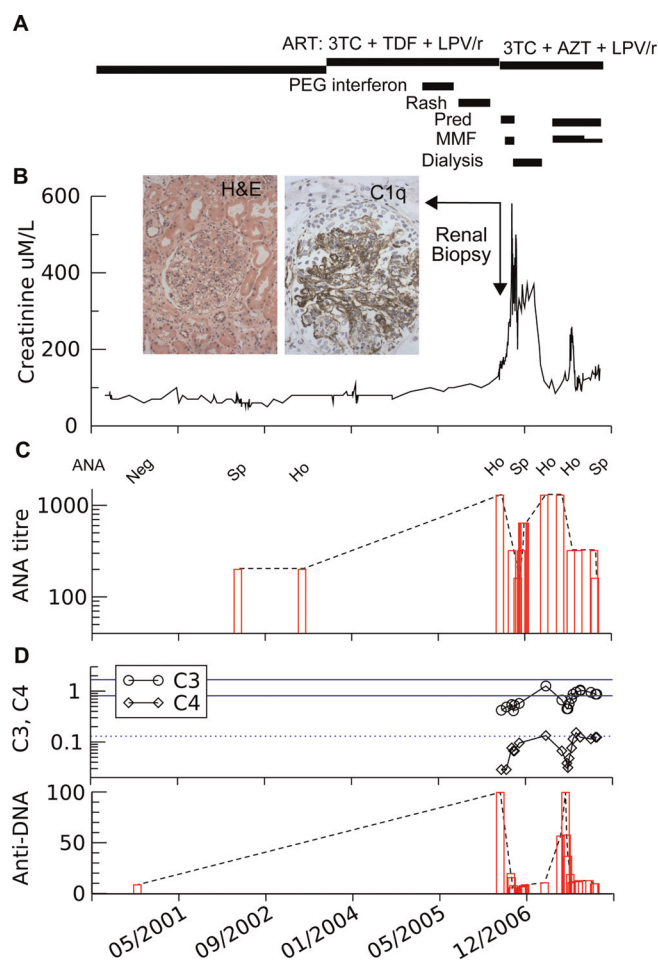 A
ART: 3TC + TDF + LPV/r
3TC + AZT + LPV/r
PEG interferon
Rash
Pred
MMF
Dialysis
B
600
400
200
0
Creatinine uM/L
H&E
C1q
Renal
Biopsy
C
ANA
Neg
Sp
Ho
Ho
Sp
Ho
Ho
Sp
1000
100
ANA titre
D
1
0.1
C3, C4
C3
C4
100
50
0
Anti-DNA
05/2001
09/2002
01/2004
05/2005
12/2006